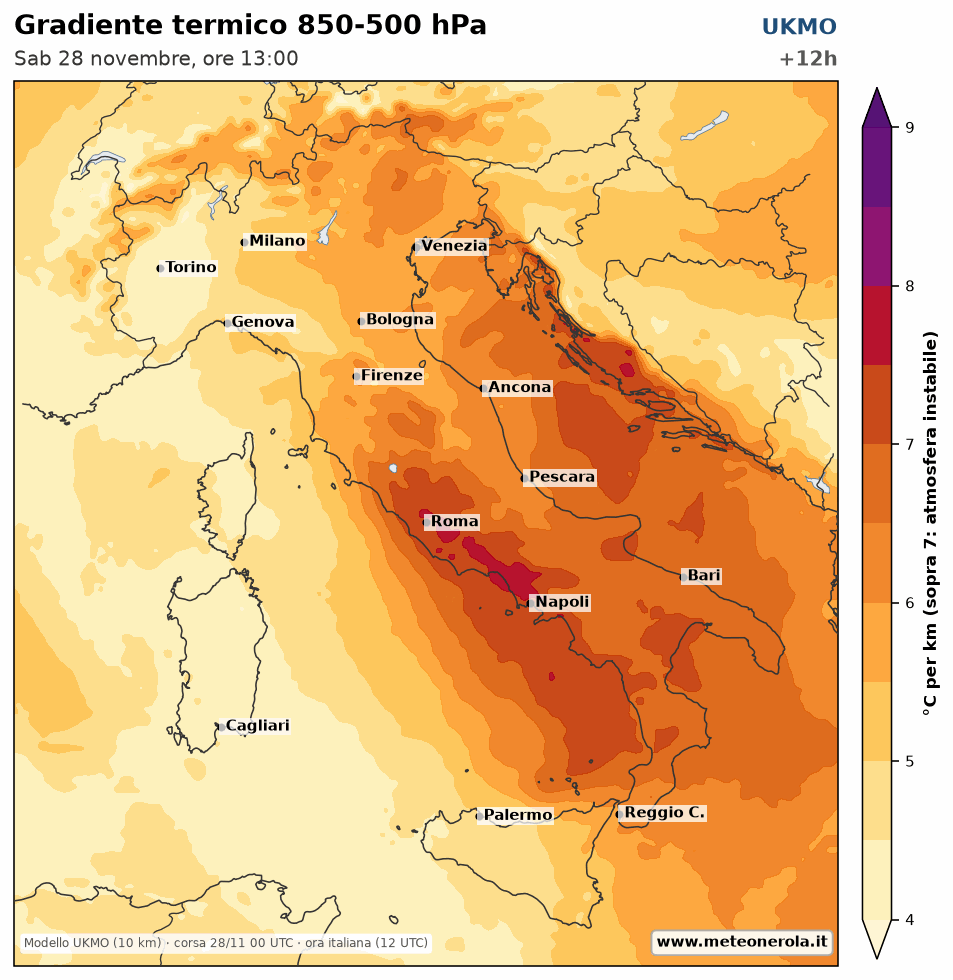 Gradiente termico 850-500 hPa
UKMO
Sab 28 novembre, ore 13:00
+12h
Milano
Venezia
Torino
Genova
Bologna
Firenze
Ancona
Pescara
Roma
Bari
Napoli
Cagliari
Palermo
Reggio C.
9
8
7
6
5
4
°C per km (sopra 7: atmosfera instabile)
Modello UKMO (10 km) · corsa 28/11 00 UTC · ora italiana (12 UTC)
www.meteonerola.it